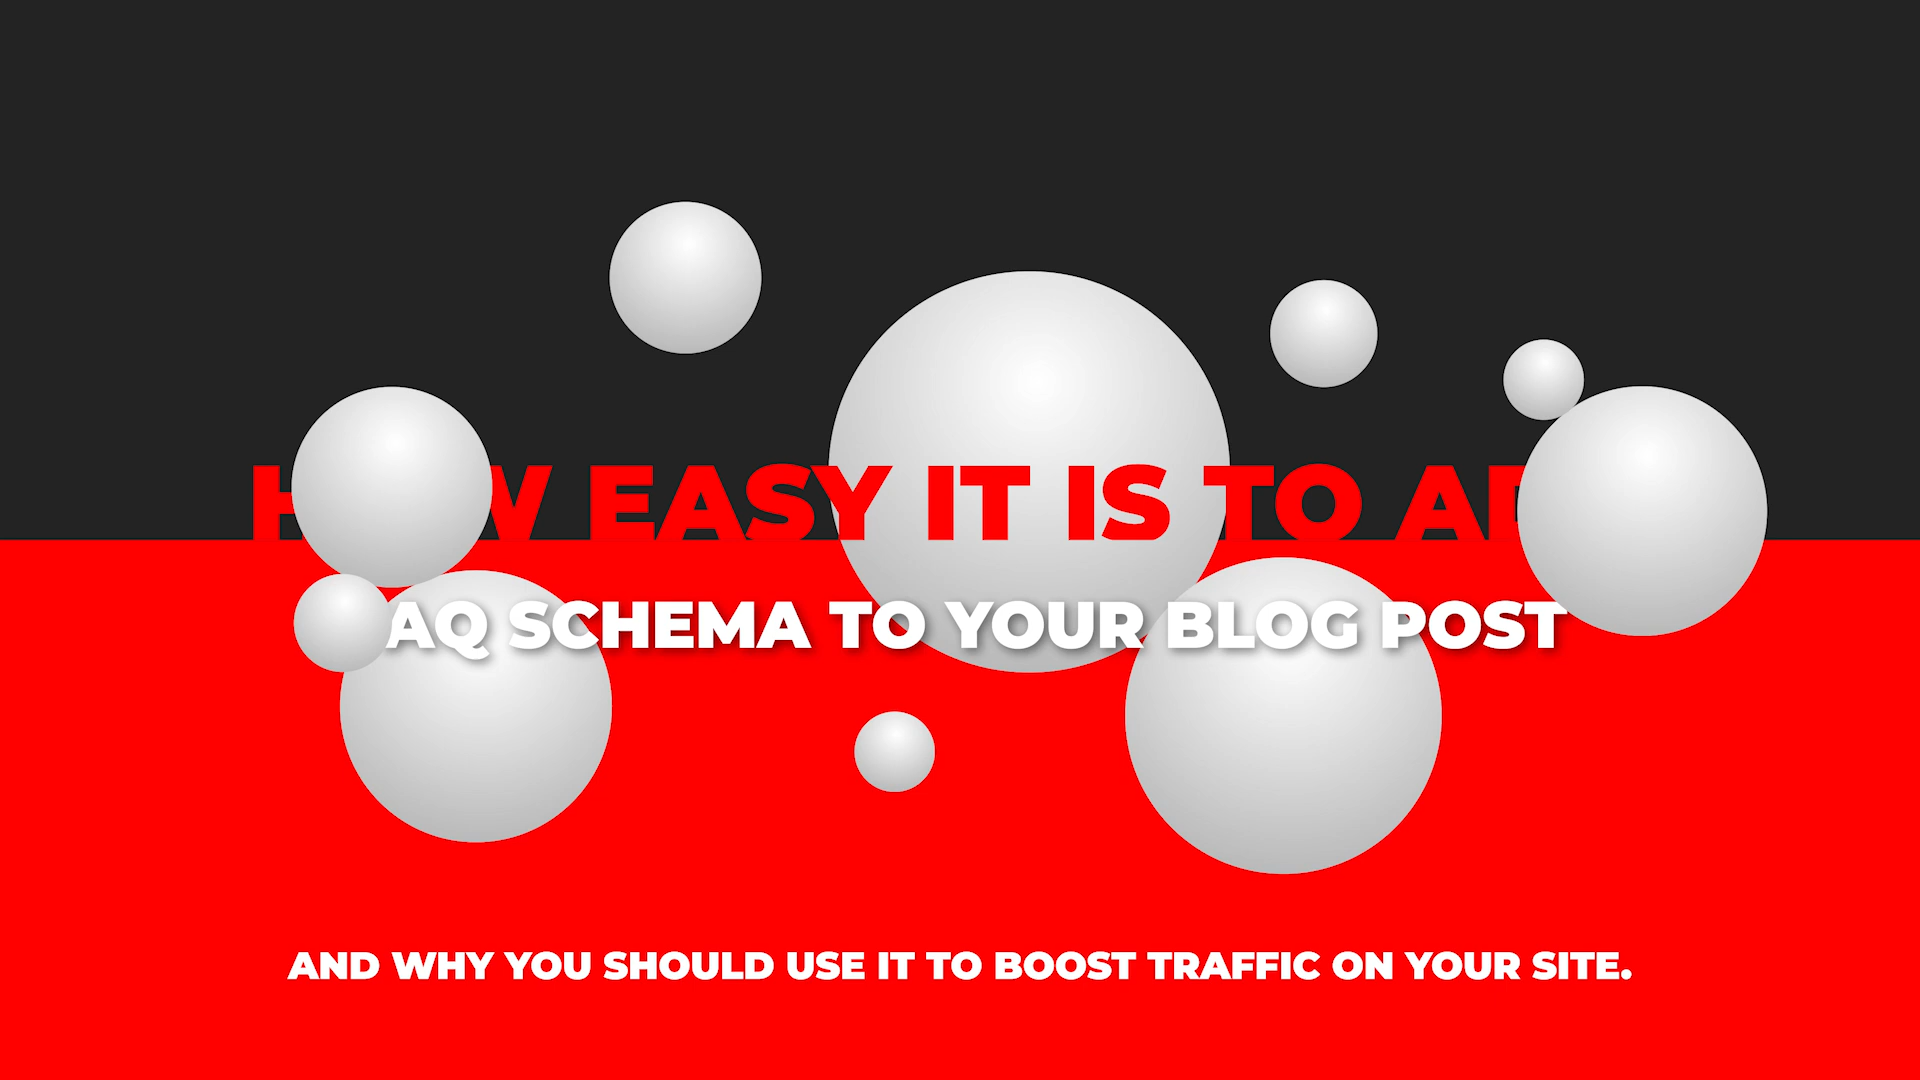 EASY IT IS TO
SCHEMA TO YOUR BLOG POST
AND WHY YOU SHOULD USE IT TO BOOST TRAFFIC ON YOUR SITE.